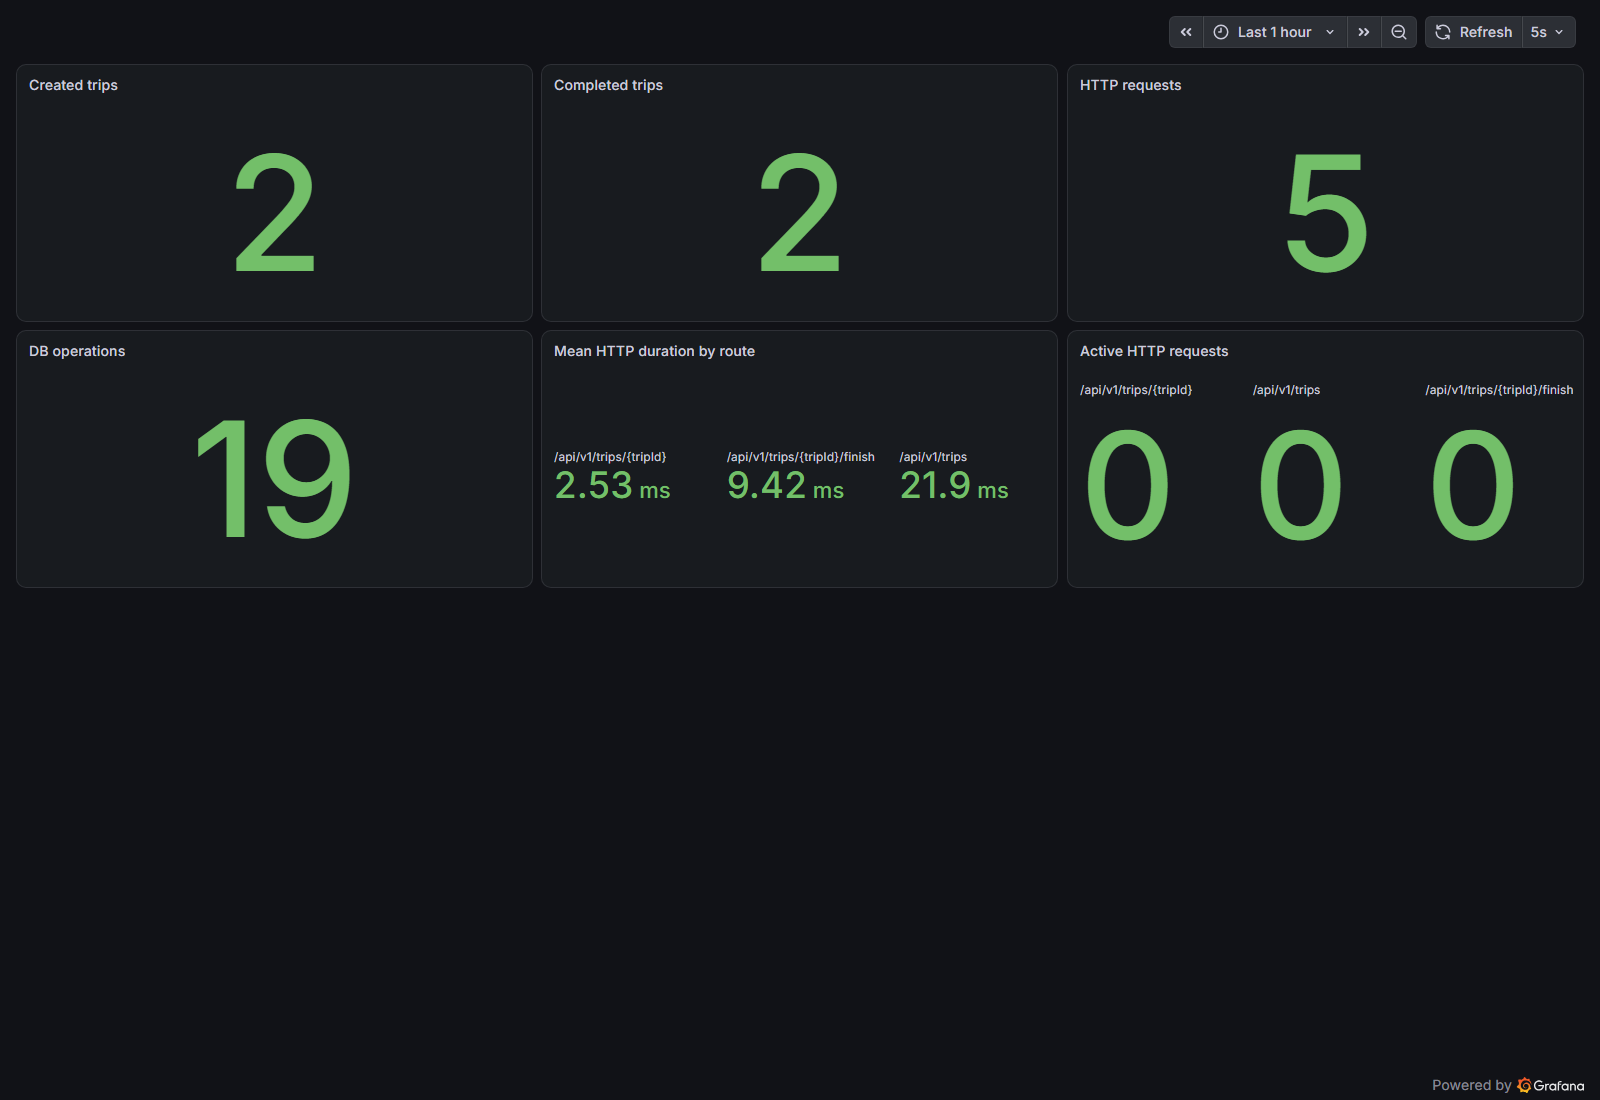 Last 1 hour
Refresh
5s
Created trips
2
Completed trips
2
HTTP requests
5
DB operations
19
Mean HTTP duration by route
/api/v1/trips/{tripId}
2.53 ms
/api/v1/trips/{tripId}/finish
9.42 ms
/api/v1/trips
21.9 ms
Active HTTP requests
/api/v1/trips/{tripId}
0
/api/v1/trips
0
/api/v1/trips/{tripId}/finish
0
Powered by Grafana